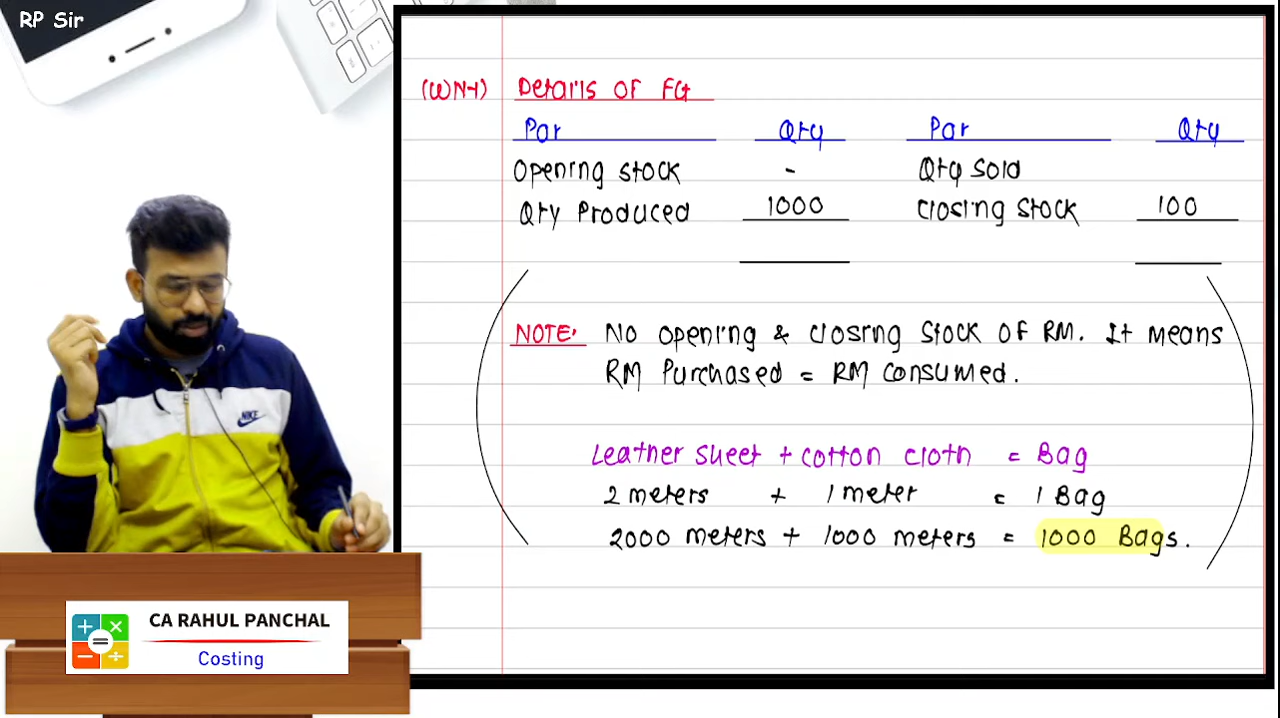 RP Sir
(WN-1) Details of FG
Par Qty Par Qty
Opening stock - Qty sold
Qty Produced 1000 Closing stock 100
NOTE: No opening & closing stock of RM. It means
RM Purchased = RM consumed.
Leather sheet + cotton cloth = Bag
2 meters + 1 meter = 1 Bag
2000 meters + 1000 meters = 1000 Bags.
NIKE
CA RAHUL PANCHAL
Costing